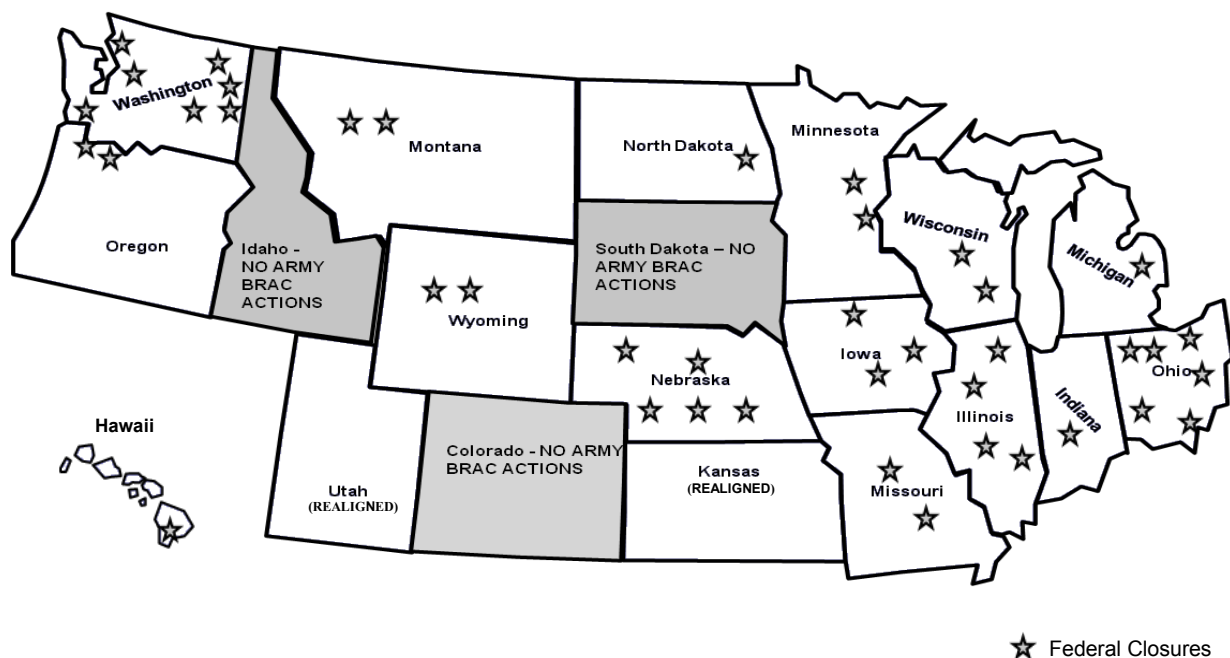 Washington
Montana
North Dakota
Minnesota
Oregon
Idaho -
NO ARMY
BRAC
ACTIONS
South Dakota – NO
ARMY BRAC
ACTIONS
Wisconsin
Michigan
Wyoming
Iowa
Nebraska
Ohio
Illinois
Indiana
Hawaii
Colorado - NO ARMY
BRAC ACTIONS
Utah
(REALIGNED)
Kansas
(REALIGNED)
Missouri
Federal Closures